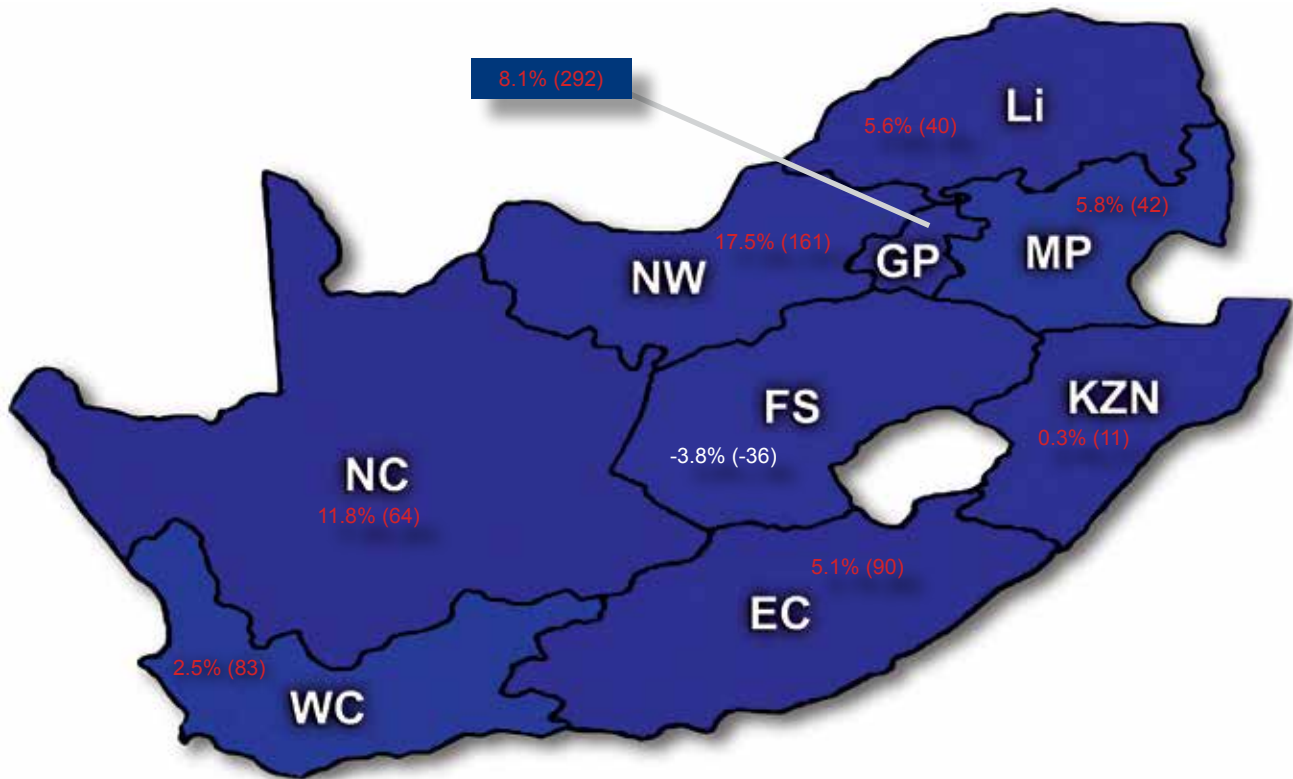 8.1% (292)
Li
5.6% (40)
5.8% (42)
17.5% (161)
GP
MP
NW
KZN
FS
0.3% (11)
-3.8% (-36)
NC
11.8% (64)
5.1% (90)
EC
2.5% (83)
WC